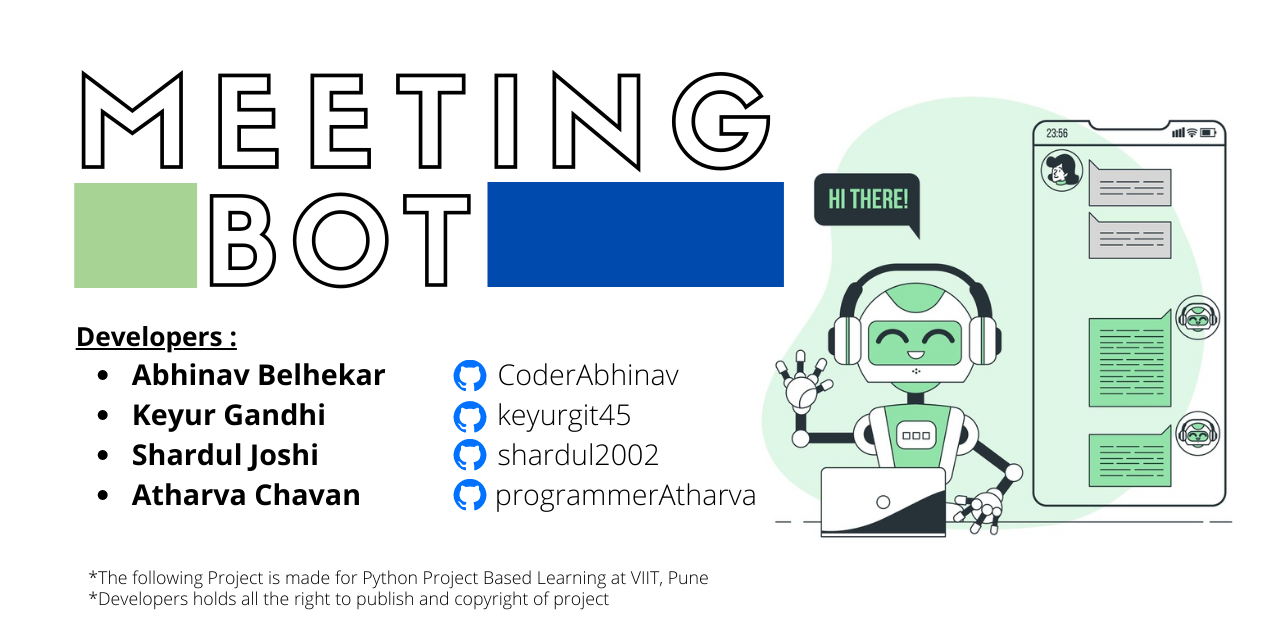 MEETING
BOT
HI THERE!
23:56
Developers :
• Abhinav Belhekar CoderAbhinav
• Keyur Gandhi keyurgit45
• Shardul Joshi shardul2002
• Atharva Chavan programmerAtharva
*The following Project is made for Python Project Based Learning at VIIT, Pune
*Developers holds all the right to publish and copyright of project